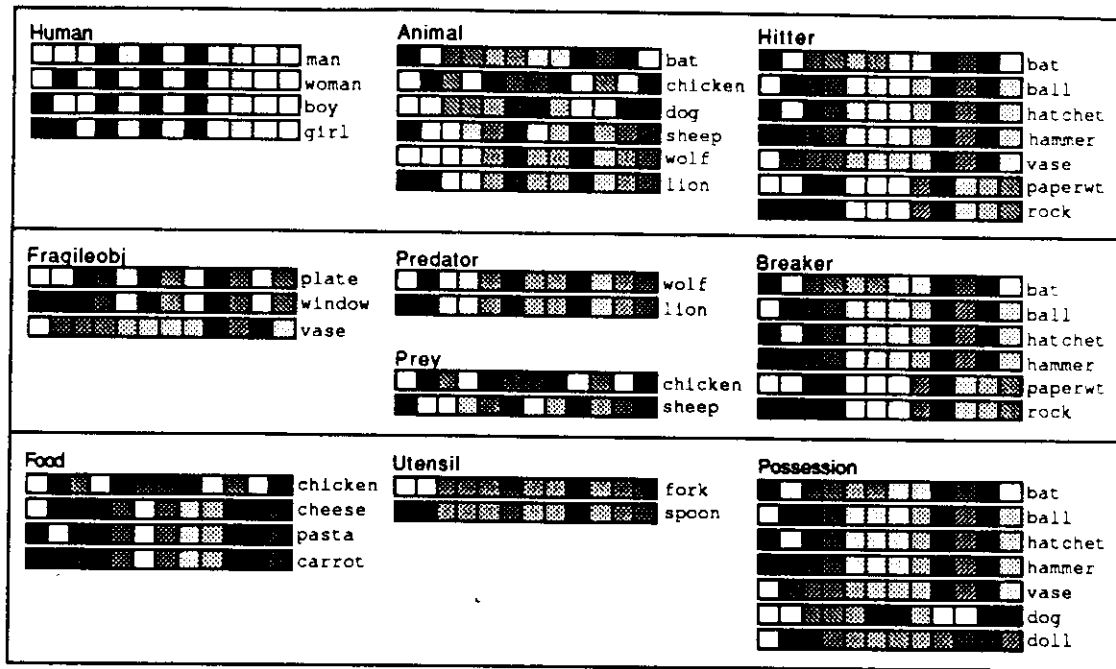 Human
man
woman
boy
girl
Animal
bat
chicken
dog
sheep
wolf
lion
Hitter
bat
ball
hatchet
hammer
vase
paperwt
rock
Fragileobj
plate
window
vase
Predator
wolf
lion
Prey
chicken
sheep
Breaker
bat
ball
hatchet
hammer
paperwt
rock
Food
chicken
cheese
pasta
carrot
Utensil
fork
spoon
Possession
bat
ball
hatchet
hammer
vase
dog
doll